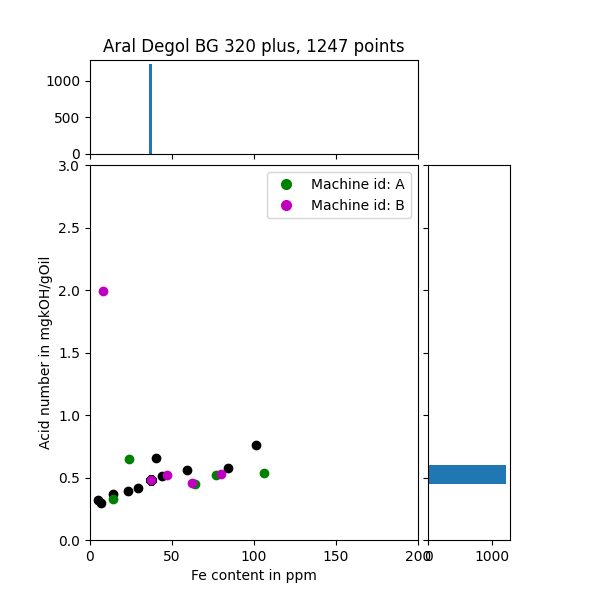 Aral Degol BG 320 plus, 1247 points
1000
500
0
3.0
2.5
2.0
1.5
1.0
0.5
0.0
Acid number in mgkOH/gOil
Machine id: A
Machine id: B
0 50 100 150 200
0 1000
Fe content in ppm